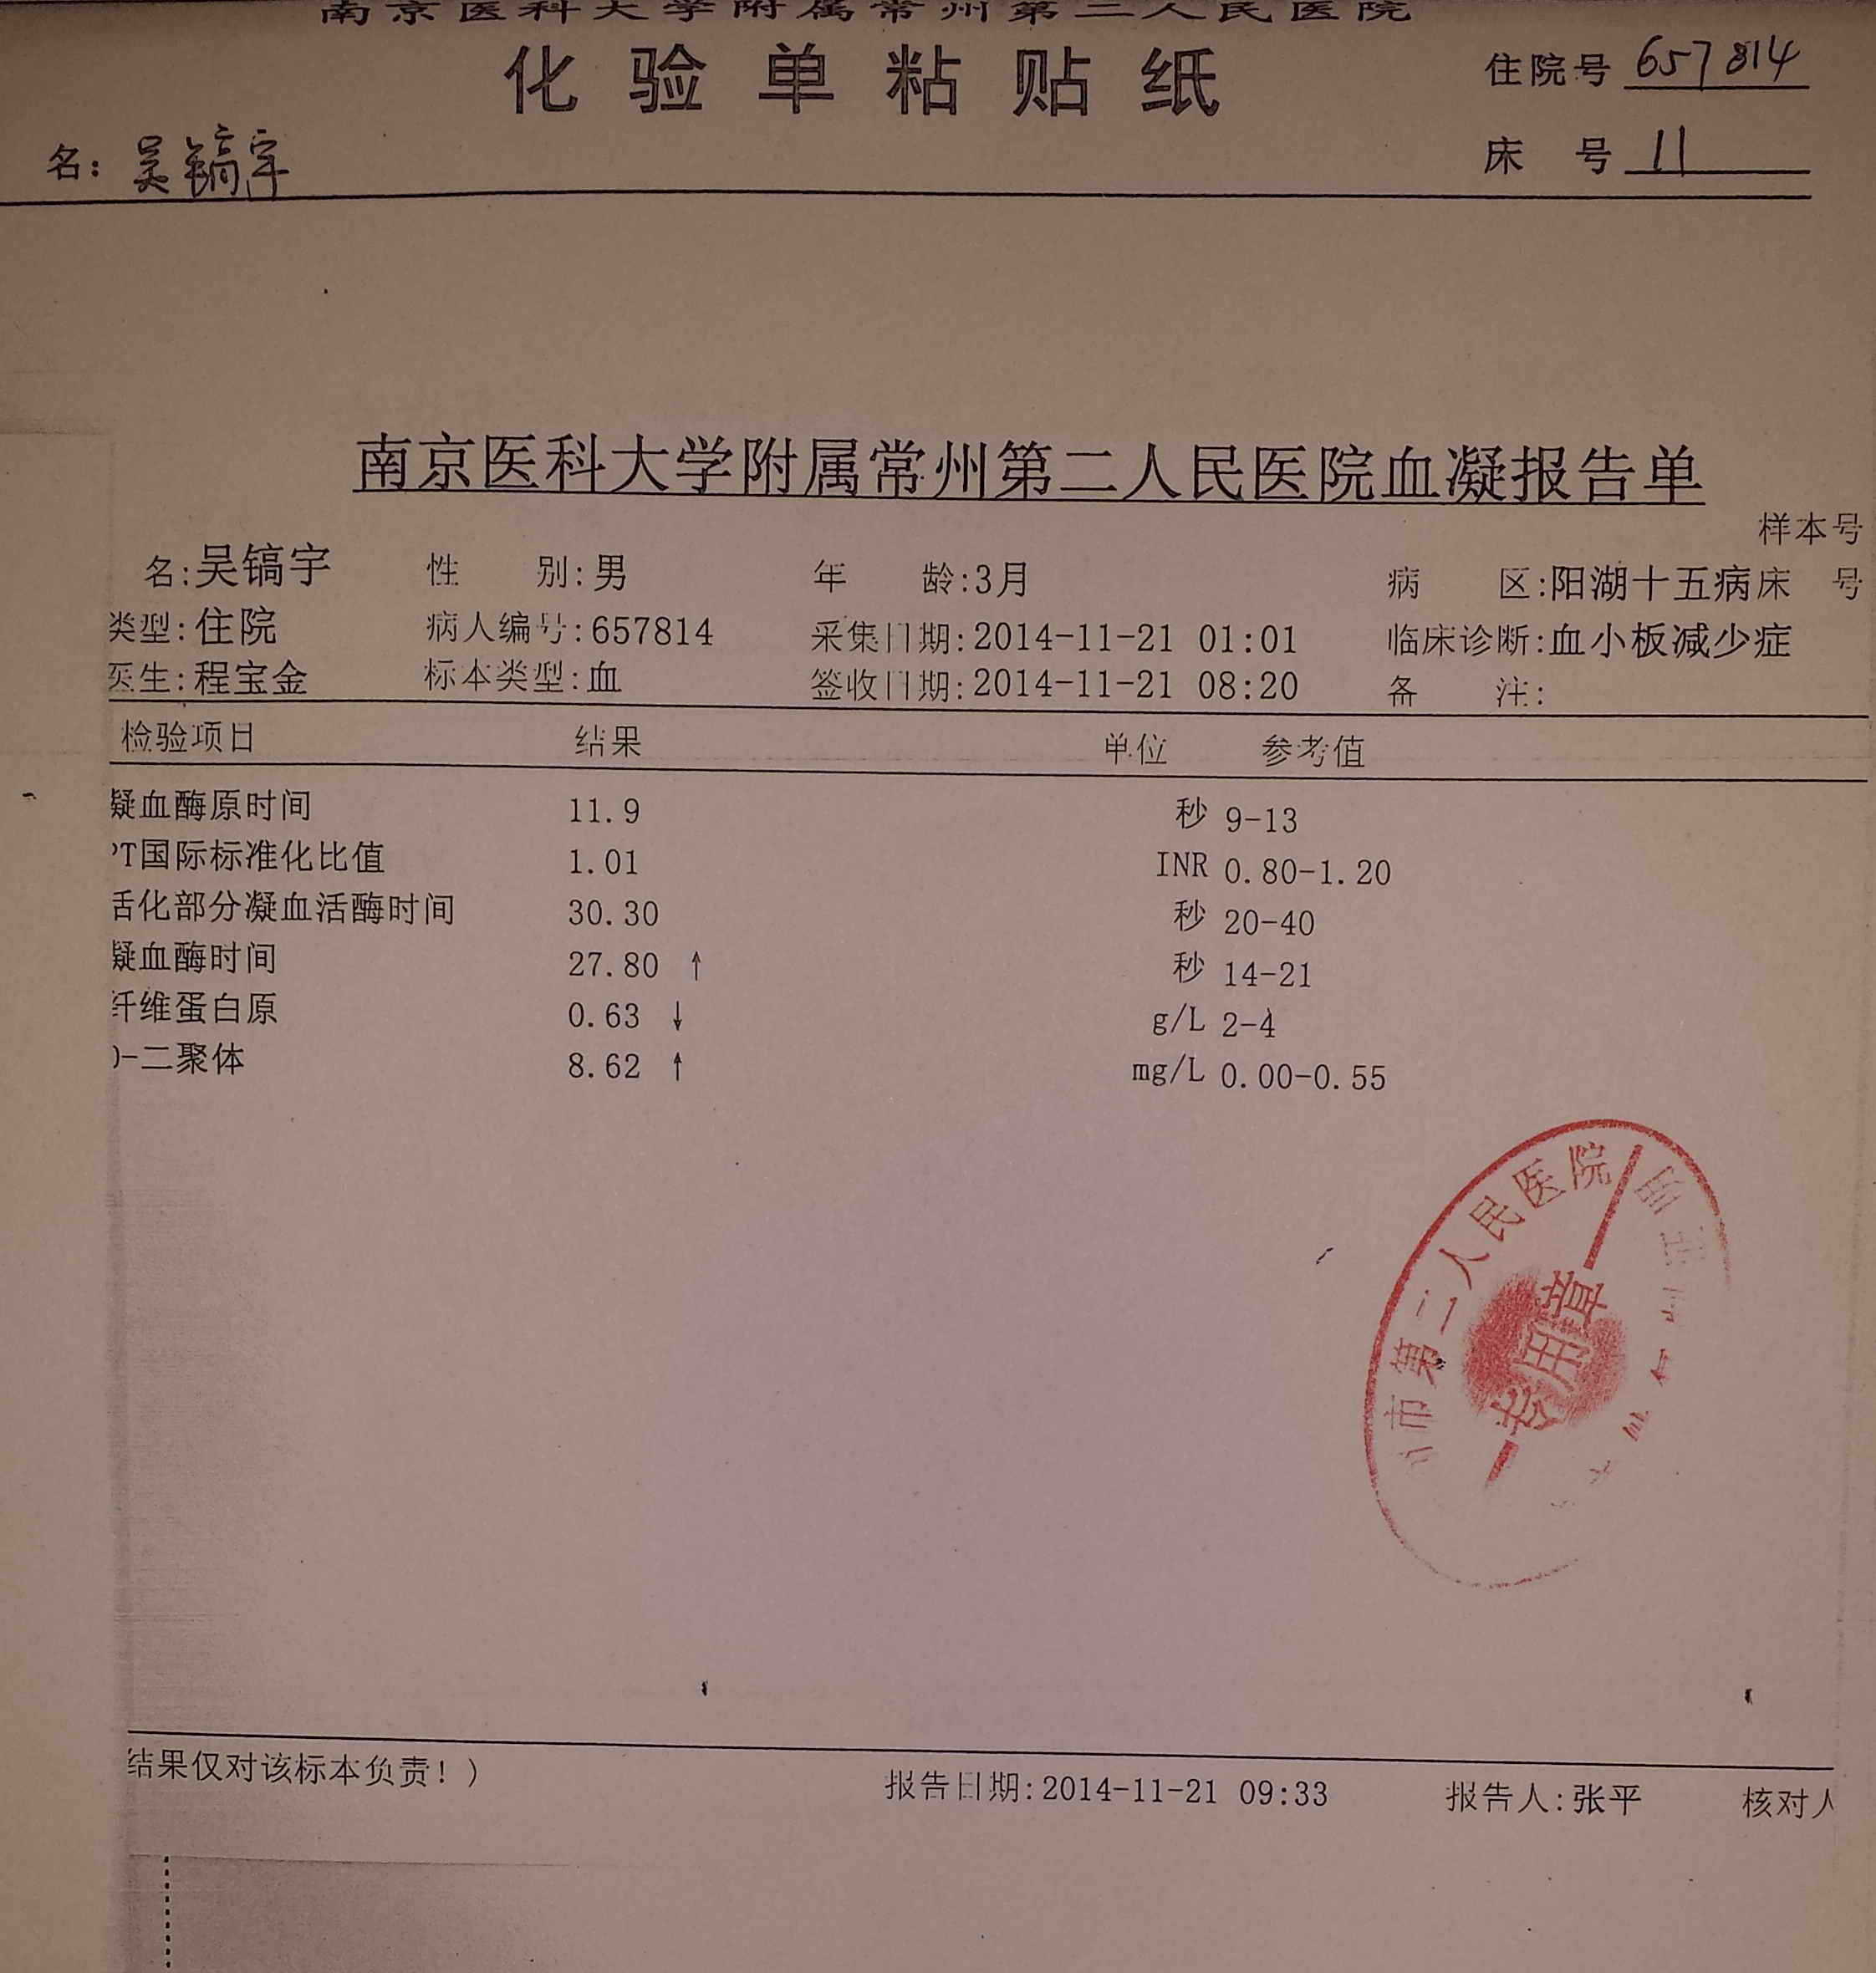 南京医科大学附属常州第二人民医院
化验单粘贴纸
住院号 657814
名: 吴镐宇
床 号 11
南京医科大学附属常州第二人民医院血凝报告单
样本号
名:吴镐宇 性 别:男 年 龄:3月 病 区:阳湖十五病床 号
类型:住院 病人编号:657814 采集日期:2014-11-21 01:01 临床诊断:血小板减少症
医生:程宝金 标本类型:血 签收日期:2014-11-21 08:20 备 注:
检验项目 结果 单位 参考值
凝血酶原时间 11.9 秒 9-13
PT国际标准化比值 1.01 INR 0.80-1.20
活化部分凝血活酶时间 30.30 秒 20-40
凝血酶时间 27.80 ↑ 秒 14-21
纤维蛋白原 0.63 ↓ g/L 2-4
D-二聚体 8.62 ↑ mg/L 0.00-0.55
市第二人民医院
专用章
结果仅对该标本负责!)
报告日期:2014-11-21 09:33 报告人:张平 核对人